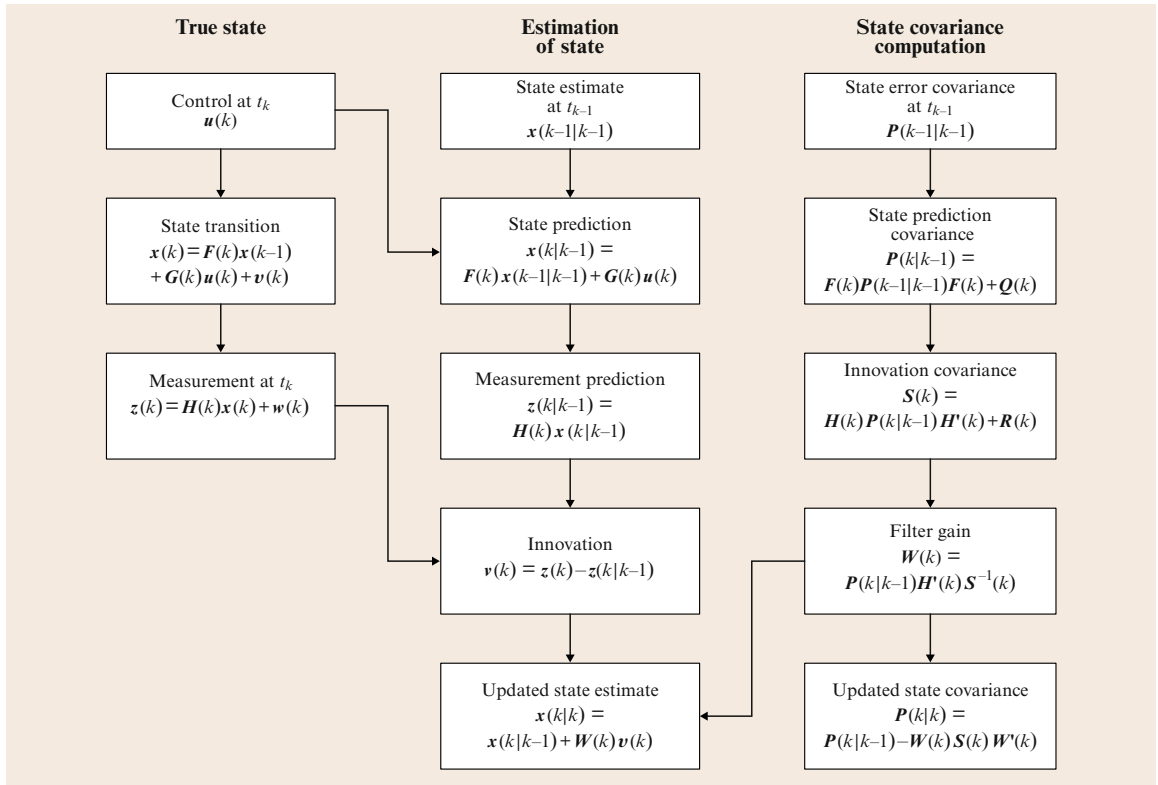 True state
Control at t_k
u(k)
State transition
x(k)=F(k)x(k–1)
+G(k)u(k)+v(k)
Measurement at t_k
z(k)=H(k)x(k)+w(k)
Estimation
of state
State estimate
at t_{k–1}
x(k–1|k–1)
State prediction
x(k|k–1) =
F(k)x(k–1|k–1)+G(k)u(k)
Measurement prediction
z(k|k–1) =
H(k)x(k|k–1)
Innovation
ν(k) = z(k)–z(k|k–1)
Updated state estimate
x(k|k) =
x(k|k–1)+W(k)v(k)
State covariance
computation
State error covariance
at t_{k–1}
P(k–1|k–1)
State prediction
covariance
P(k|k–1) =
F(k)P(k–1|k–1)F(k)+Q(k)
Innovation covariance
S(k) =
H(k)P(k|k–1)H'(k)+R(k)
Filter gain
W(k) =
P(k|k–1)H'(k)S^{–1}(k)
Updated state covariance
P(k|k) =
P(k|k–1)–W(k)S(k)W'(k)